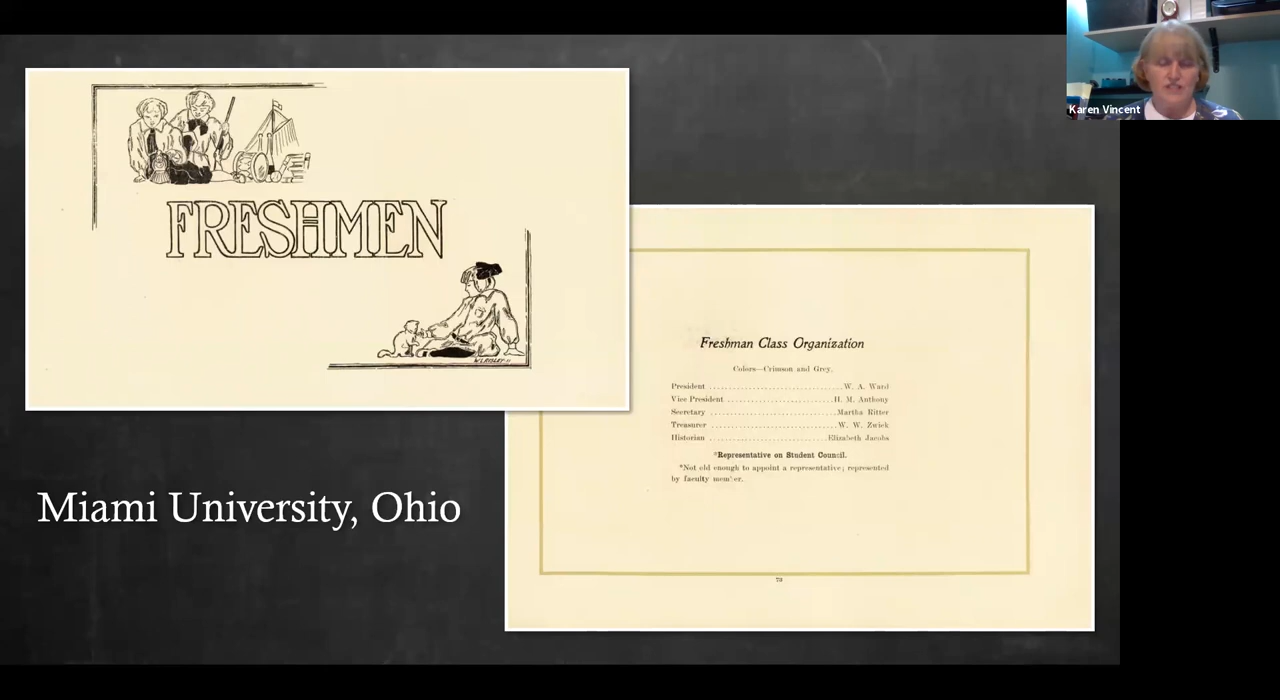 Karen Vincent
FRESHMEN
Freshman Class Organization
Colors—Crimson and Grey.
President ........................... W. A. Ward
Vice President ........................... H. M. Anthony
Secretary ........................... Martha Ritter
Treasurer ........................... W. W. Zwick
Historian ........................... Elizabeth Jacobs
*Representative on Student Council.
*Not old enough to appoint a representative; represented
by faculty member.
79
Miami University, Ohio